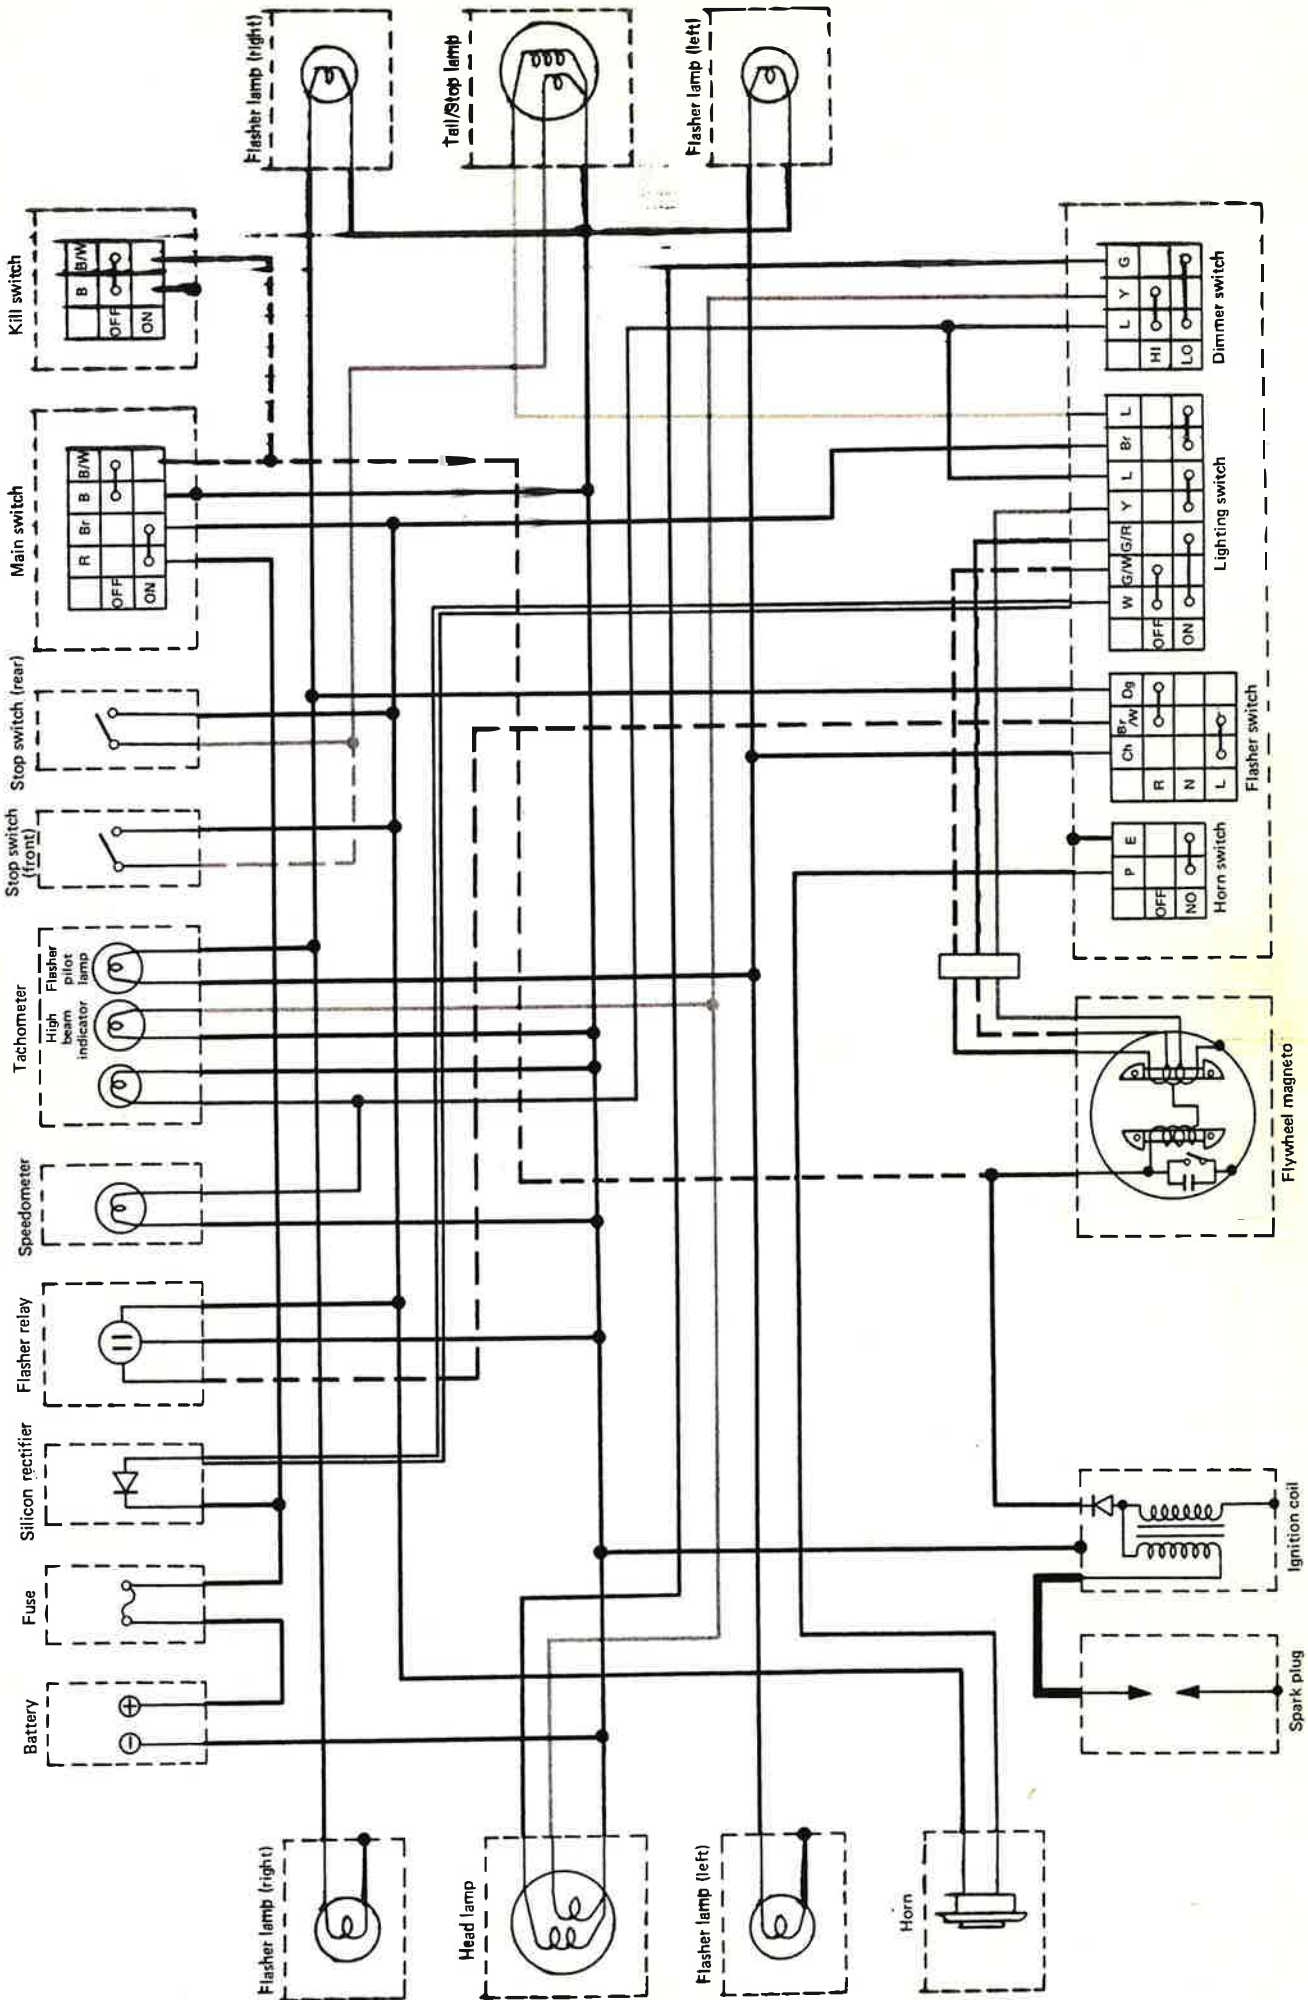 Flasher lamp (right)
Tail/Stop lamp
Flasher lamp (left)
Kill switch
B B/W
OFF
ON
Main switch
R Br B B/W
OFF
ON
Stop switch (rear)
Stop switch
(front)
Tachometer
Flasher
pilot
lamp
High
beam
indicator
Speedometer
Flasher relay
Silicon rectifier
Fuse
Battery
+
−
Flasher lamp (right)
Head lamp
Flasher lamp (left)
Horn
Dimmer switch
L Y G
HI
LO
Lighting switch
W G/W G/R Y L Br L
OFF
ON
Flasher switch
Ch Br/W Dg
R
N
L
Horn switch
P E
OFF
NO
Flywheel magneto
Ignition coil
Spark plug